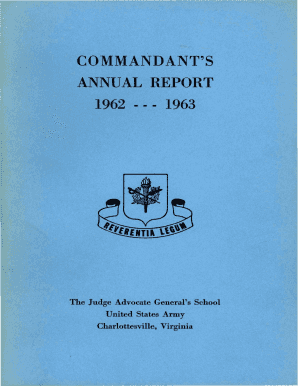 COMMANDANT'S
ANNUAL REPORT
1962 --- 1963
REVERENTIA LEGUM
The Judge Advocate General's School
United States Army
Charlottesville, Virginia